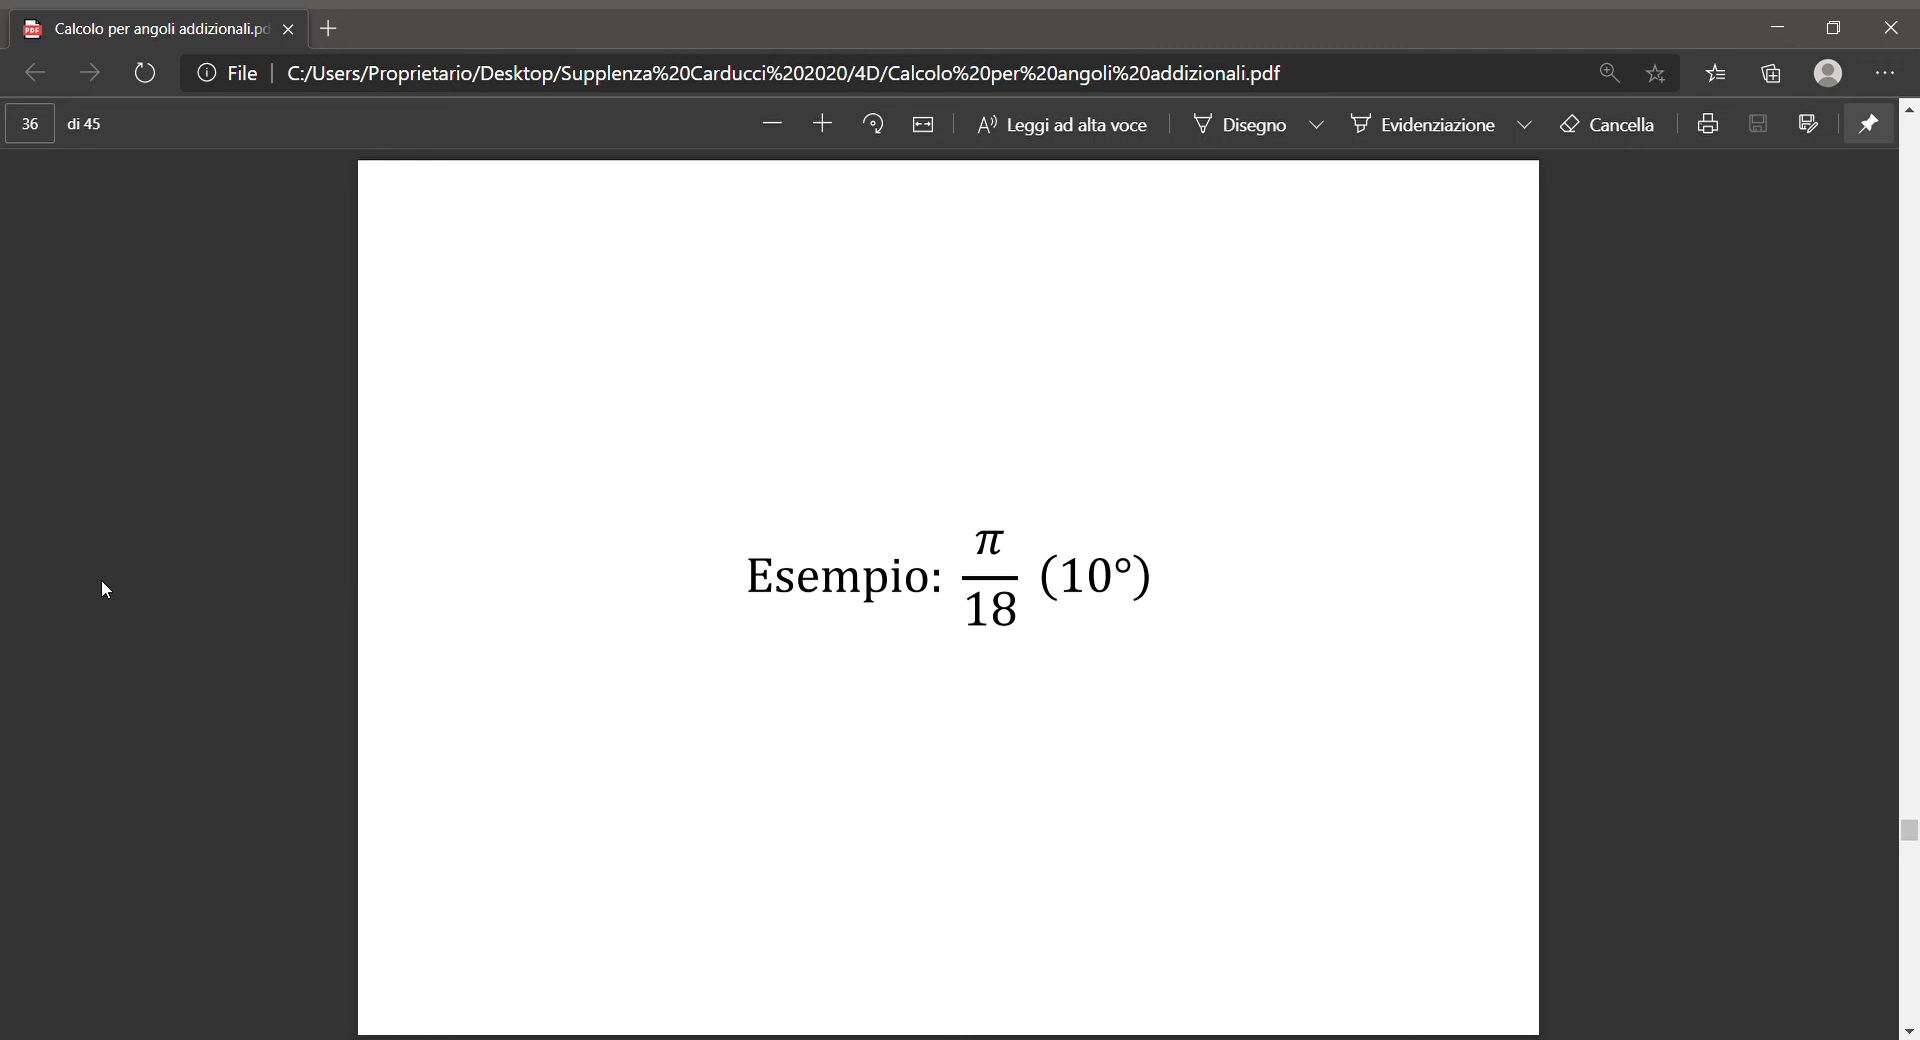 Calcolo per angoli addizionali.pd
File
C:/Users/Proprietario/Desktop/Supplenza%20Carducci%202020/4D/Calcolo%20per%20angoli%20addizionali.pdf
36 di 45
Leggi ad alta voce
Disegno
Evidenziazione
Cancella
Esempio: π/18 (10°)